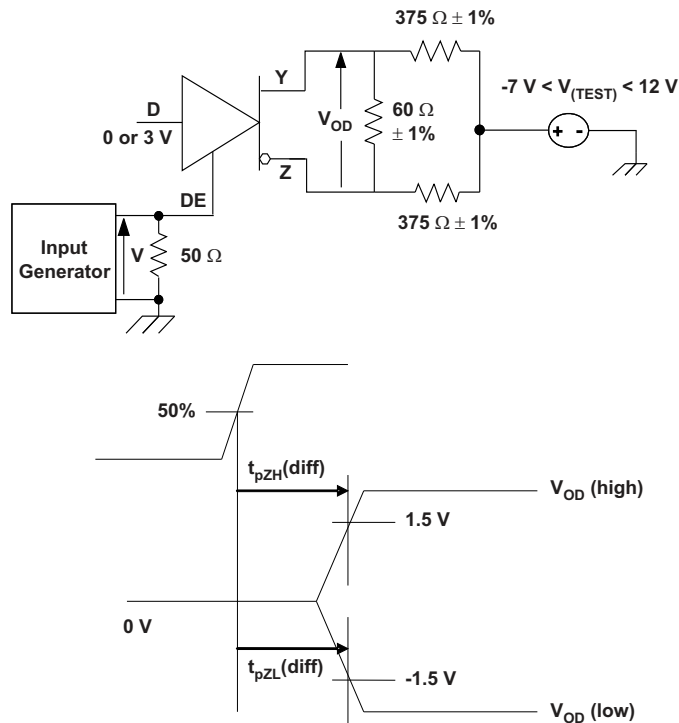 375 Ω ± 1%
Y
-7 V < V(TEST) < 12 V
D
0 or 3 V
VOD
60 Ω
± 1%
+ -
Z
DE
375 Ω ± 1%
Input
Generator
V
50 Ω
50%
tpZH(diff)
VOD (high)
1.5 V
0 V
tpZL(diff)
-1.5 V
VOD (low)